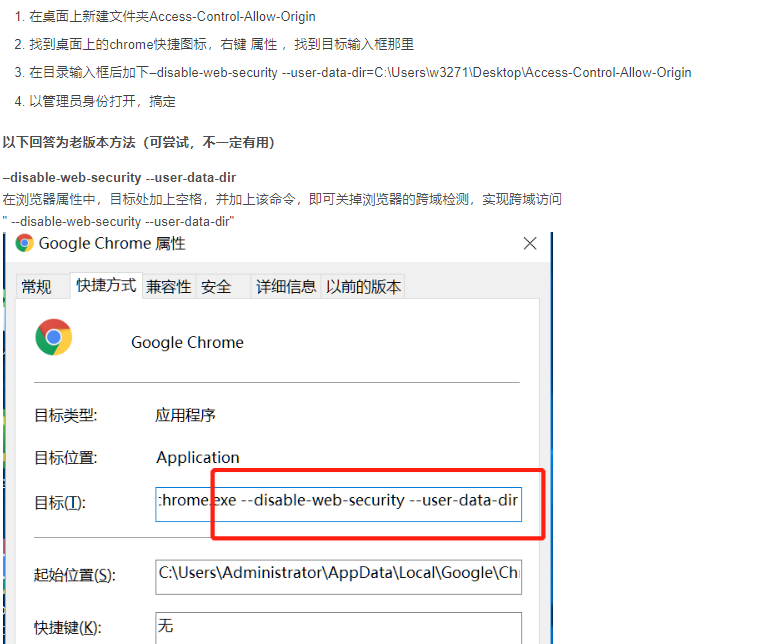 1. 在桌面上新建文件夹Access-Control-Allow-Origin
2. 找到桌面上的chrome快捷图标，右键 属性 ，找到目标输入框那里
3. 在目录输入框后加下–disable-web-security --user-data-dir=C:\Users\w3271\Desktop\Access-Control-Allow-Origin
4. 以管理员身份打开，搞定
以下回答为老版本方法（可尝试，不一定有用）
–disable-web-security --user-data-dir
在浏览器属性中，目标处加上空格，并加上该命令，即可关掉浏览器的跨域检测，实现跨域访问
" --disable-web-security --user-data-dir"
Google Chrome 属性
常规 快捷方式 兼容性 安全 详细信息 以前的版本
Google Chrome
目标类型: 应用程序
目标位置: Application
目标(T): :hrome.exe --disable-web-security --user-data-dir
起始位置(S): C:\Users\Administrator\AppData\Local\Google\Ch
快捷键(K): 无